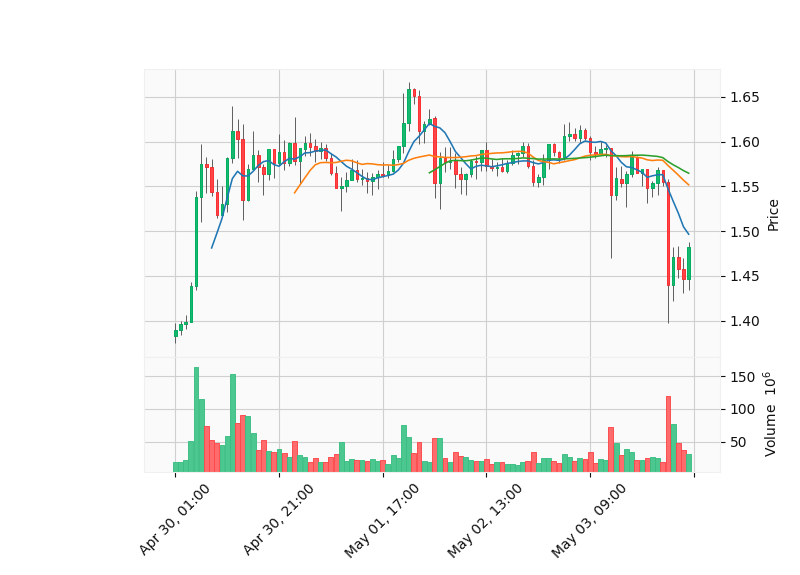 1.65
1.60
1.55
1.50
1.45
1.40
Price
150
100
50
Volume 10^6
Apr 30, 01:00
Apr 30, 21:00
May 01, 17:00
May 02, 13:00
May 03, 09:00